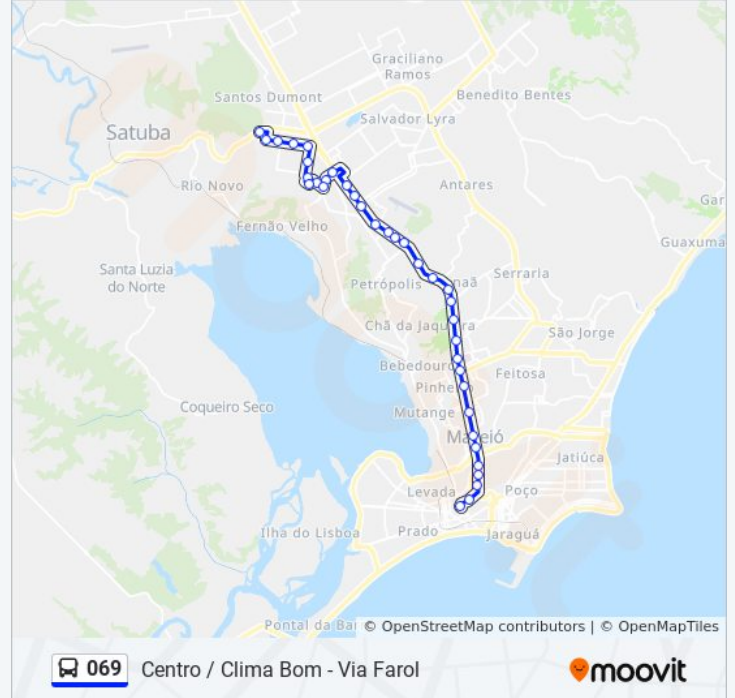 Graciliano
Ramos
Santos Dumont
Benedito Bentes
Salvador Lyra
Satuba
Rio Novo
Antares
Gar
Fernão Velho
Guaxuma
Santa Luzia
do Norte
Serraria
Petrópolis
naã
Chã da Jaqueira
São Jorge
Bebedouro
Feitosa
Pinheiro
Coqueiro Seco
Mutange
Maceió
Jatiúca
Levada
Poço
Ilha do Lisboa
Prado
Jaraguá
Pontal da Bar
© OpenStreetMap contributors | © OpenMapTiles
069 Centro / Clima Bom - Via Farol
moovit